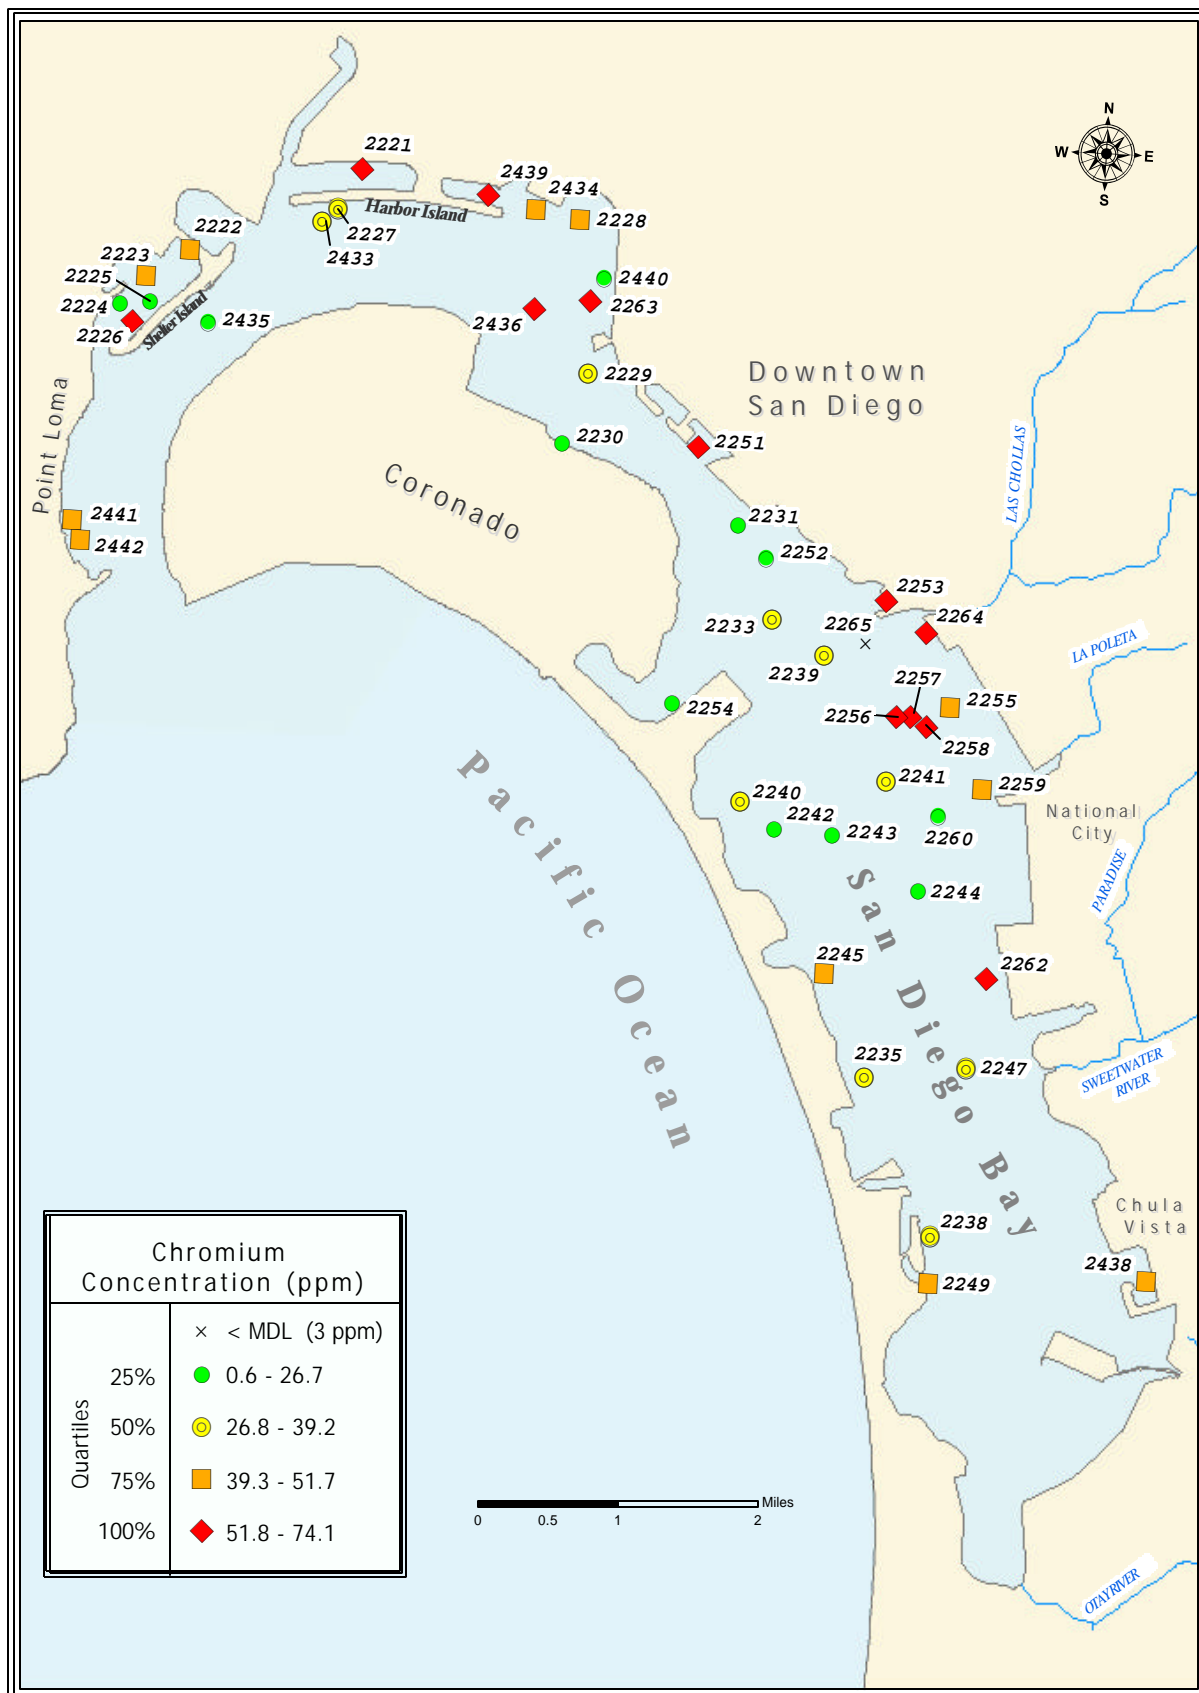 N
W
E
S
2221
2439
2434
2228
Harbor Island
2227
2433
2222
2223
2225
2224
2226
Shelter Island
2435
2440
2263
2436
2229
Downtown
San Diego
2230
2251
Point Loma
Coronado
LAS CHOLLAS
2441
2442
2231
2252
2253
2264
2265
2233
2239
LA POLETA
2257
2256
2255
2254
2258
2241
2259
2240
2242
2243
2260
National
City
PARADISE
2244
Pacific Ocean
San Diego Bay
2245
2262
2235
2247
SWEETWATER
RIVER
Chula
Vista
2238
2438
2249
Chromium
Concentration (ppm)
Quartiles
× < MDL (3 ppm)
25% 0.6 - 26.7
50% 26.8 - 39.2
75% 39.3 - 51.7
100% 51.8 - 74.1
Miles
0 0.5 1 2
OTAYRIVER